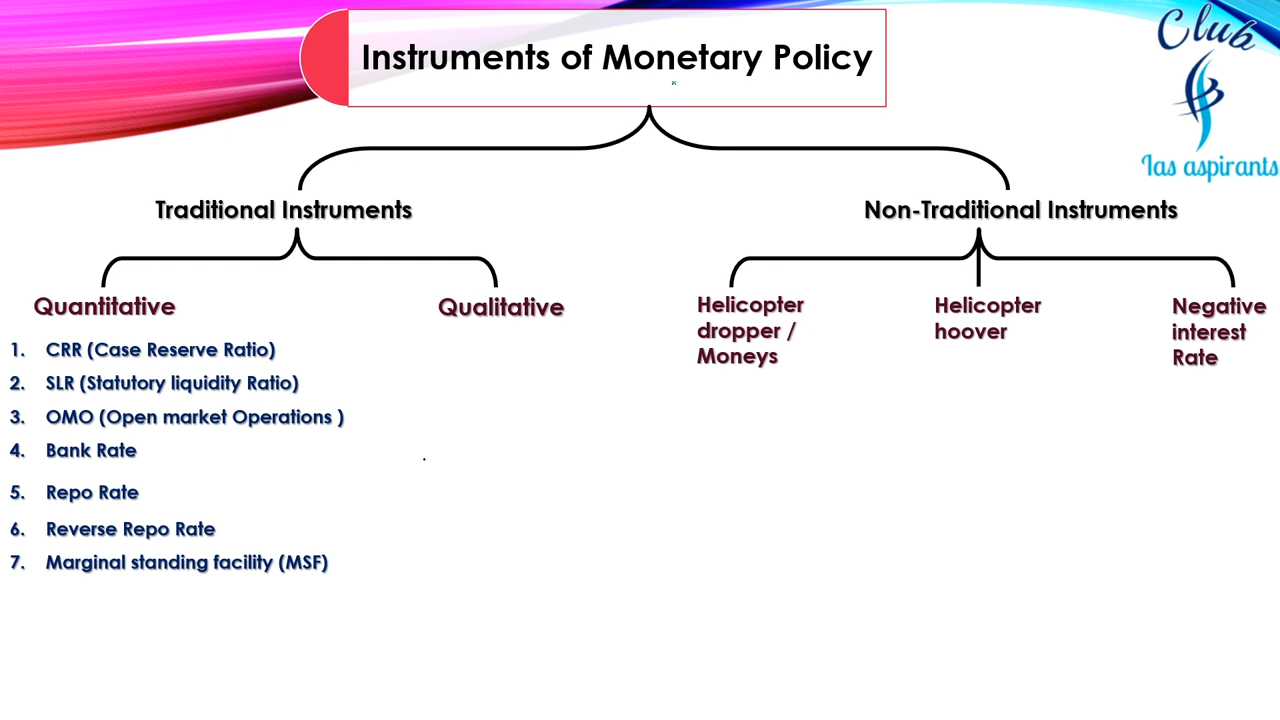 Instruments of Monetary Policy
Club
Ias aspirants
Traditional Instruments
Non-Traditional Instruments
Quantitative
Qualitative
Helicopter
dropper /
Moneys
Helicopter
hoover
Negative
interest
Rate
1. CRR (Case Reserve Ratio)
2. SLR (Statutory liquidity Ratio)
3. OMO (Open market Operations )
4. Bank Rate
5. Repo Rate
6. Reverse Repo Rate
7. Marginal standing facility (MSF)